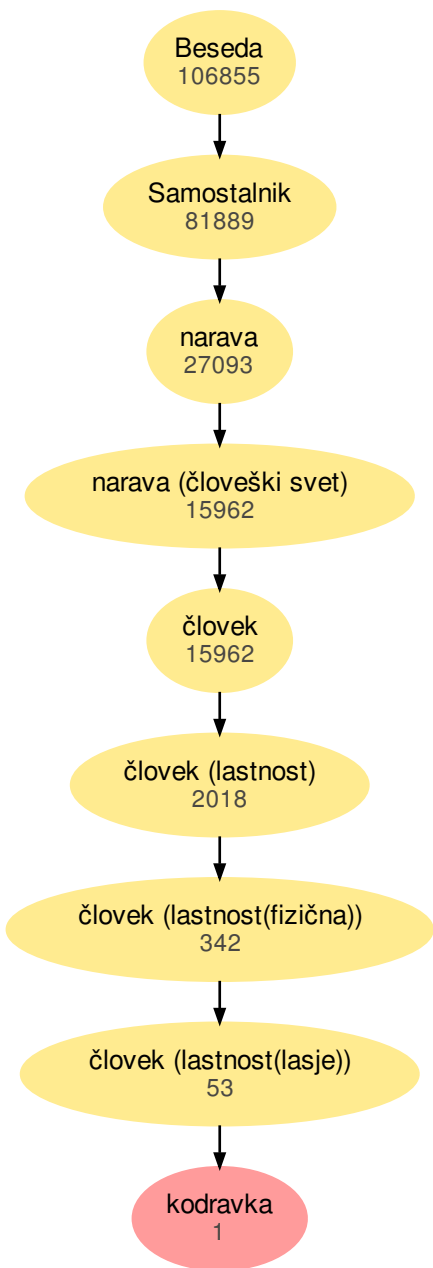 Beseda
106855
Samostalnik
81889
narava
27093
narava (človeški svet)
15962
človek
15962
človek (lastnost)
2018
človek (lastnost(fizična))
342
človek (lastnost(lasje))
53
kodravka
1